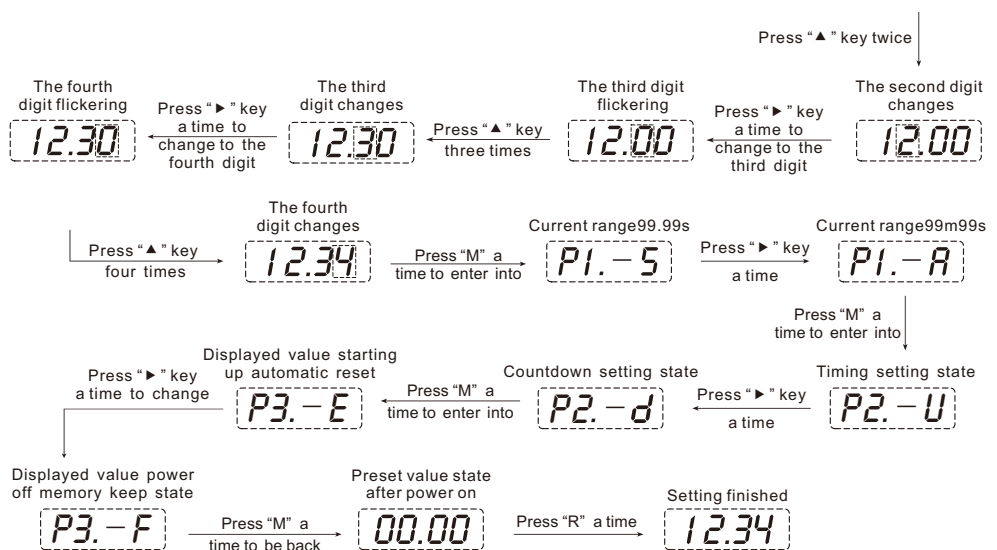 Press “▲ ” key twice
The second digit
changes
12.00
Press “ ▶ ” key
a time to
change to the
third digit
The third digit
flickering
12.00
Press “▲ ” key
three times
The third
digit changes
12.30
Press “ ▶ ” key
a time to
change to the
fourth digit
The fourth
digit flickering
12.30
Press “▲ ” key
four times
The fourth
digit changes
12.34
Press “M” a
time to enter into
Current range99.99s
P1.-S
Press “ ▶ ” key
a time
Current range99m99s
P1.-A
Press “M” a
time to enter into
Timing setting state
P2.-U
Press “ ▶ ” key
a time
Countdown setting state
P2.-d
Press “M” a
time to enter into
Displayed value starting
up automatic reset
P3.-E
Press “ ▶ ” key
a time to change
Displayed value power
off memory keep state
P3.-F
Press “M” a
time to be back
Preset value state
after power on
00.00
Press “R” a time
Setting finished
12.34